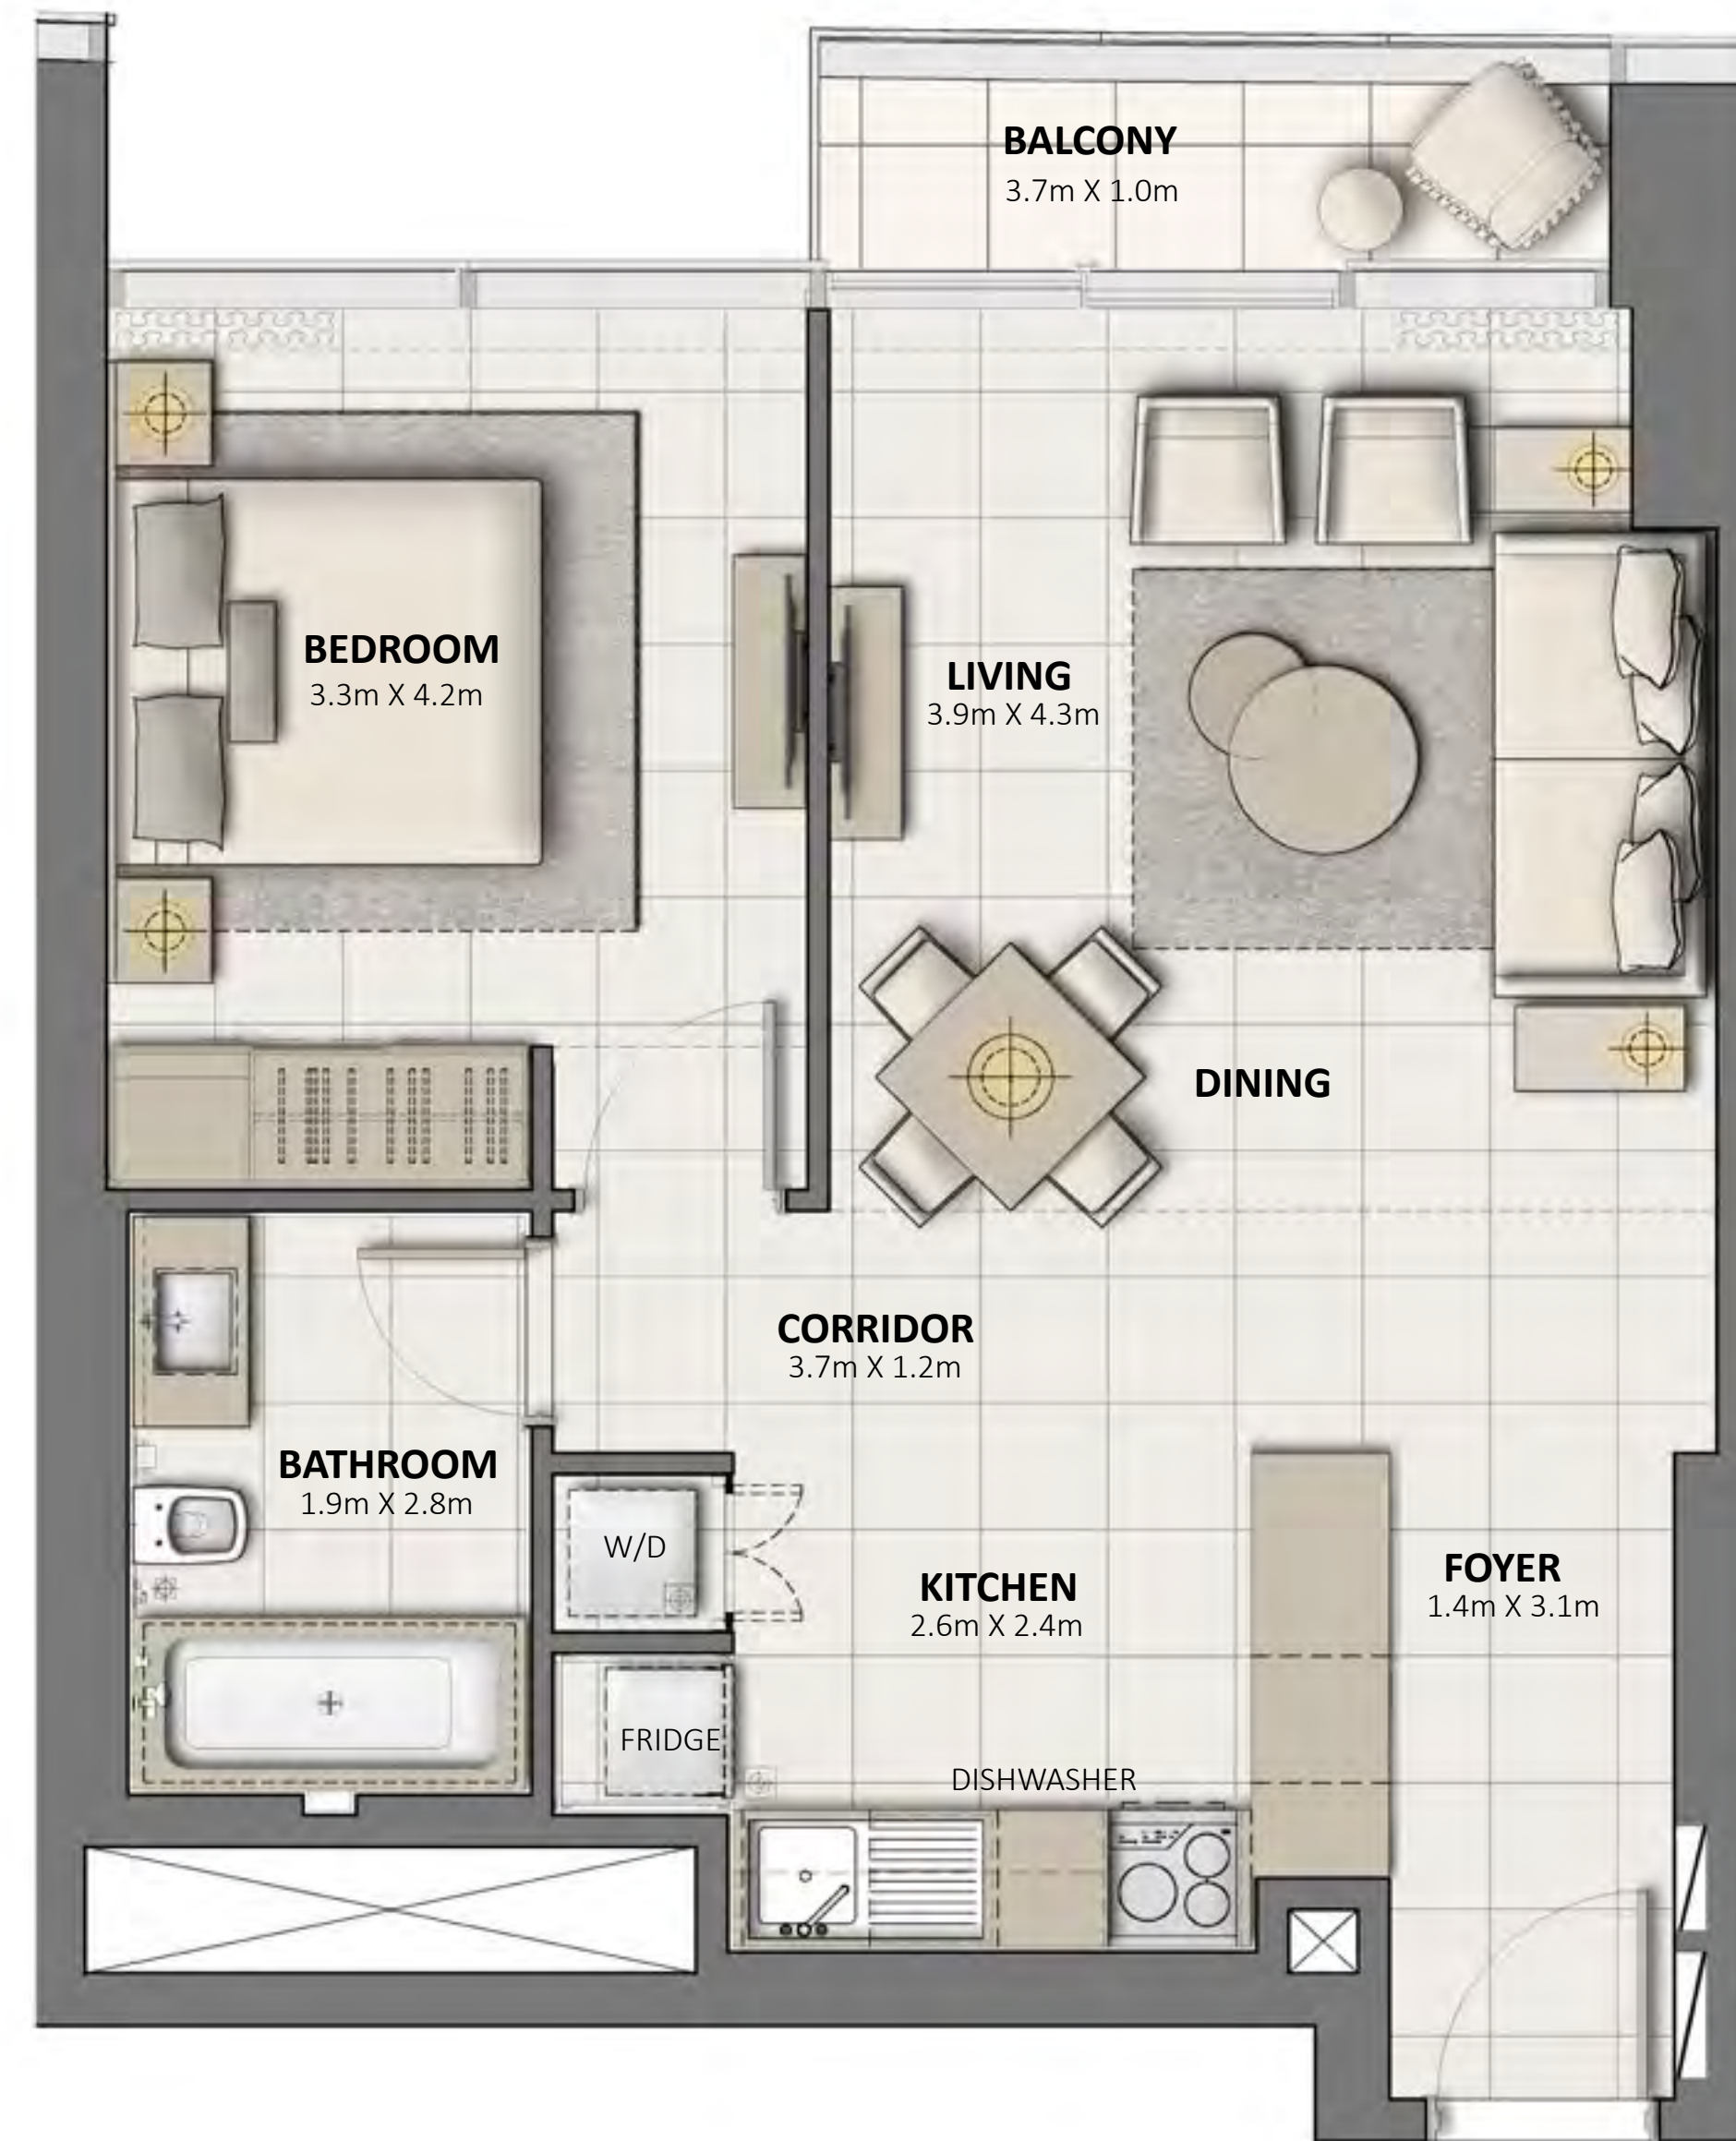 BALCONY
3.7m X 1.0m
BEDROOM
3.3m X 4.2m
LIVING
3.9m X 4.3m
DINING
CORRIDOR
3.7m X 1.2m
BATHROOM
1.9m X 2.8m
W/D
KITCHEN
2.6m X 2.4m
FOYER
1.4m X 3.1m
FRIDGE
DISHWASHER